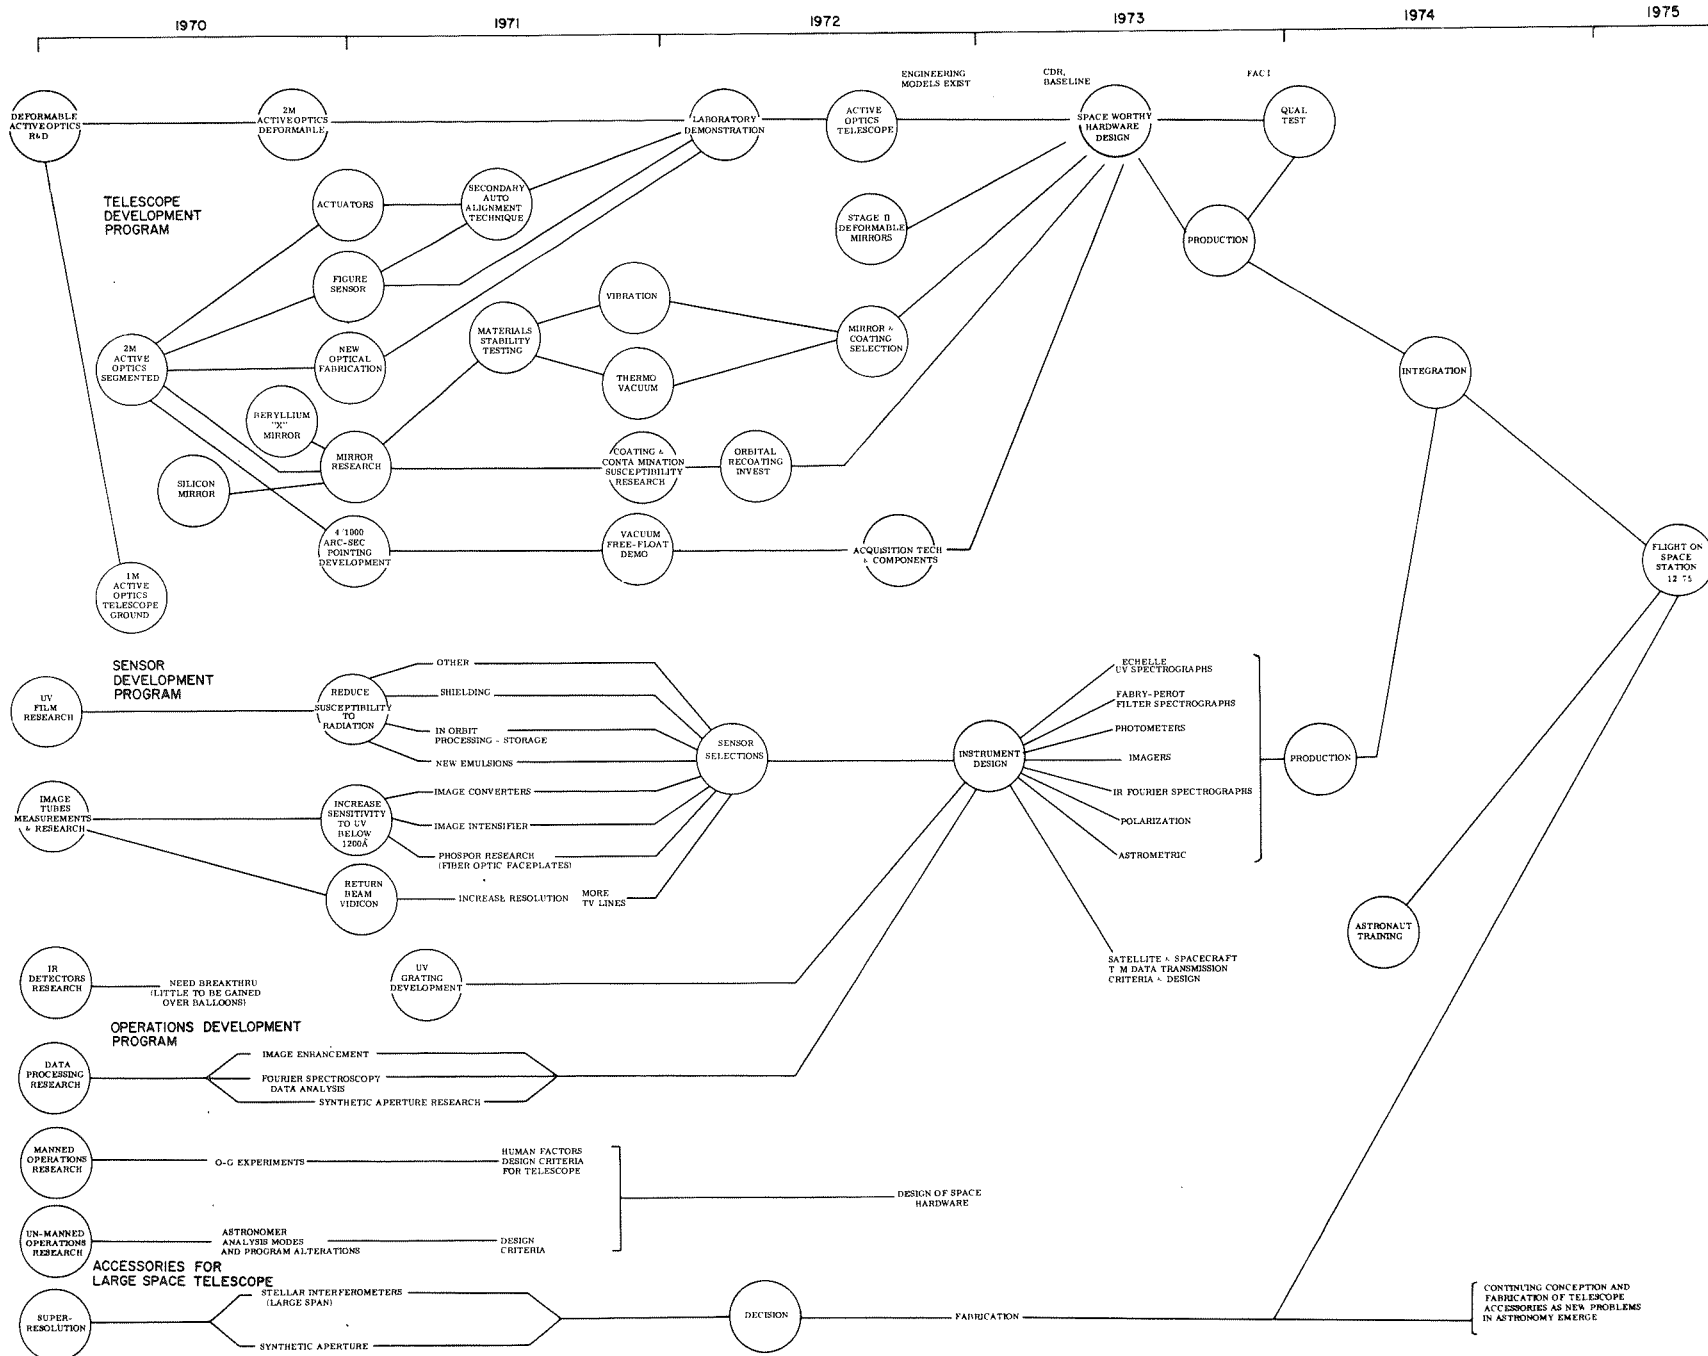 1970
1971
1972
1973
1974
1975
ENGINEERING
MODELS EXIST
CDR,
BASELINE
DEFORMABLE
ACTIVE OPTICS
R&D
2M
ACTIVE OPTICS
DEFORMABLE
LABORATORY
DEMONSTRATION
ACTIVE
OPTICS
TELESCOPE
SPACE WORTHY
HARDWARE
DESIGN
QUAL
TEST
TELESCOPE
DEVELOPMENT
PROGRAM
ACTUATORS
SECONDARY
AUTO
ALIGNMENT
TECHNIQUE
STAGE II
DEFORMABLE
MIRRORS
PRODUCTION
FIGURE
SENSOR
VIBRATION
MATERIALS
STABILITY
TESTING
MIRROR &
COATING
SELECTION
2M
ACTIVE
OPTICS
SEGMENTED
NEW
OPTICAL
FABRICATION
THERMO
VACUUM
INTEGRATION
BERYLLIUM
"X"
MIRROR
MIRROR
RESEARCH
COATING &
CONTAMINATION
SUSCEPTIBILITY
RESEARCH
ORBITAL
RECOATING
INVEST
SILICON
MIRROR
4/1000
ARC-SEC
POINTING
DEVELOPMENT
VACUUM
FREE-FLOAT
DEMO
ACQUISITION TECH
& COMPONENTS
FLIGHT ON
SPACE
STATION
12 75
1M
ACTIVE
OPTICS
TELESCOPE
GROUND
SENSOR
DEVELOPMENT
PROGRAM
UV
FILM
RESEARCH
REDUCE
SUSCEPTIBILITY
TO
RADIATION
OTHER
SHIELDING
IN ORBIT
PROCESSING - STORAGE
NEW EMULSIONS
SENSOR
SELECTIONS
INSTRUMENT
DESIGN
ECHELLE
UV SPECTROGRAPHS
FABRY-PEROT
FILTER SPECTROGRAPHS
PHOTOMETERS
IMAGERS
IR FOURIER SPECTROGRAPHS
POLARIZATION
ASTROMETRIC
PRODUCTION
IMAGE
TUBES
MEASUREMENTS
& RESEARCH
INCREASE
SENSITIVITY
TO UV
BELOW
1200Å
IMAGE CONVERTERS
IMAGE INTENSIFIER
PHOSPOR RESEARCH
(FIBER OPTIC FACEPLATES)
RETURN
BEAM
VIDICON
INCREASE RESOLUTION
MORE
TV LINES
ASTRONAUT
TRAINING
IR
DETECTORS
RESEARCH
NEED BREAKTHRU
(LITTLE TO BE GAINED
OVER BALLOONS)
UV
GRATING
DEVELOPMENT
SATELLITE & SPACECRAFT
T M DATA TRANSMISSION
CRITERIA & DESIGN
OPERATIONS DEVELOPMENT
PROGRAM
DATA
PROCESSING
RESEARCH
IMAGE ENHANCEMENT
FOURIER SPECTROSCOPY
DATA ANALYSIS
SYNTHETIC APERTURE RESEARCH
MANNED
OPERATIONS
RESEARCH
O-G EXPERIMENTS
HUMAN FACTORS
DESIGN CRITERIA
FOR TELESCOPE
DESIGN OF SPACE
HARDWARE
UN-MANNED
OPERATIONS
RESEARCH
ASTRONOMER
ANALYSIS MODES
AND PROGRAM ALTERATIONS
DESIGN
CRITERIA
ACCESSORIES FOR
LARGE SPACE TELESCOPE
SUPER-
RESOLUTION
STELLAR INTERFEROMETERS
(LARGE SPAN)
SYNTHETIC APERTURE
DECISION
FABRICATION
CONTINUING CONCEPTION AND
FABRICATION OF TELESCOPE
ACCESSORIES AS NEW PROBLEMS
IN ASTRONOMY EMERGE